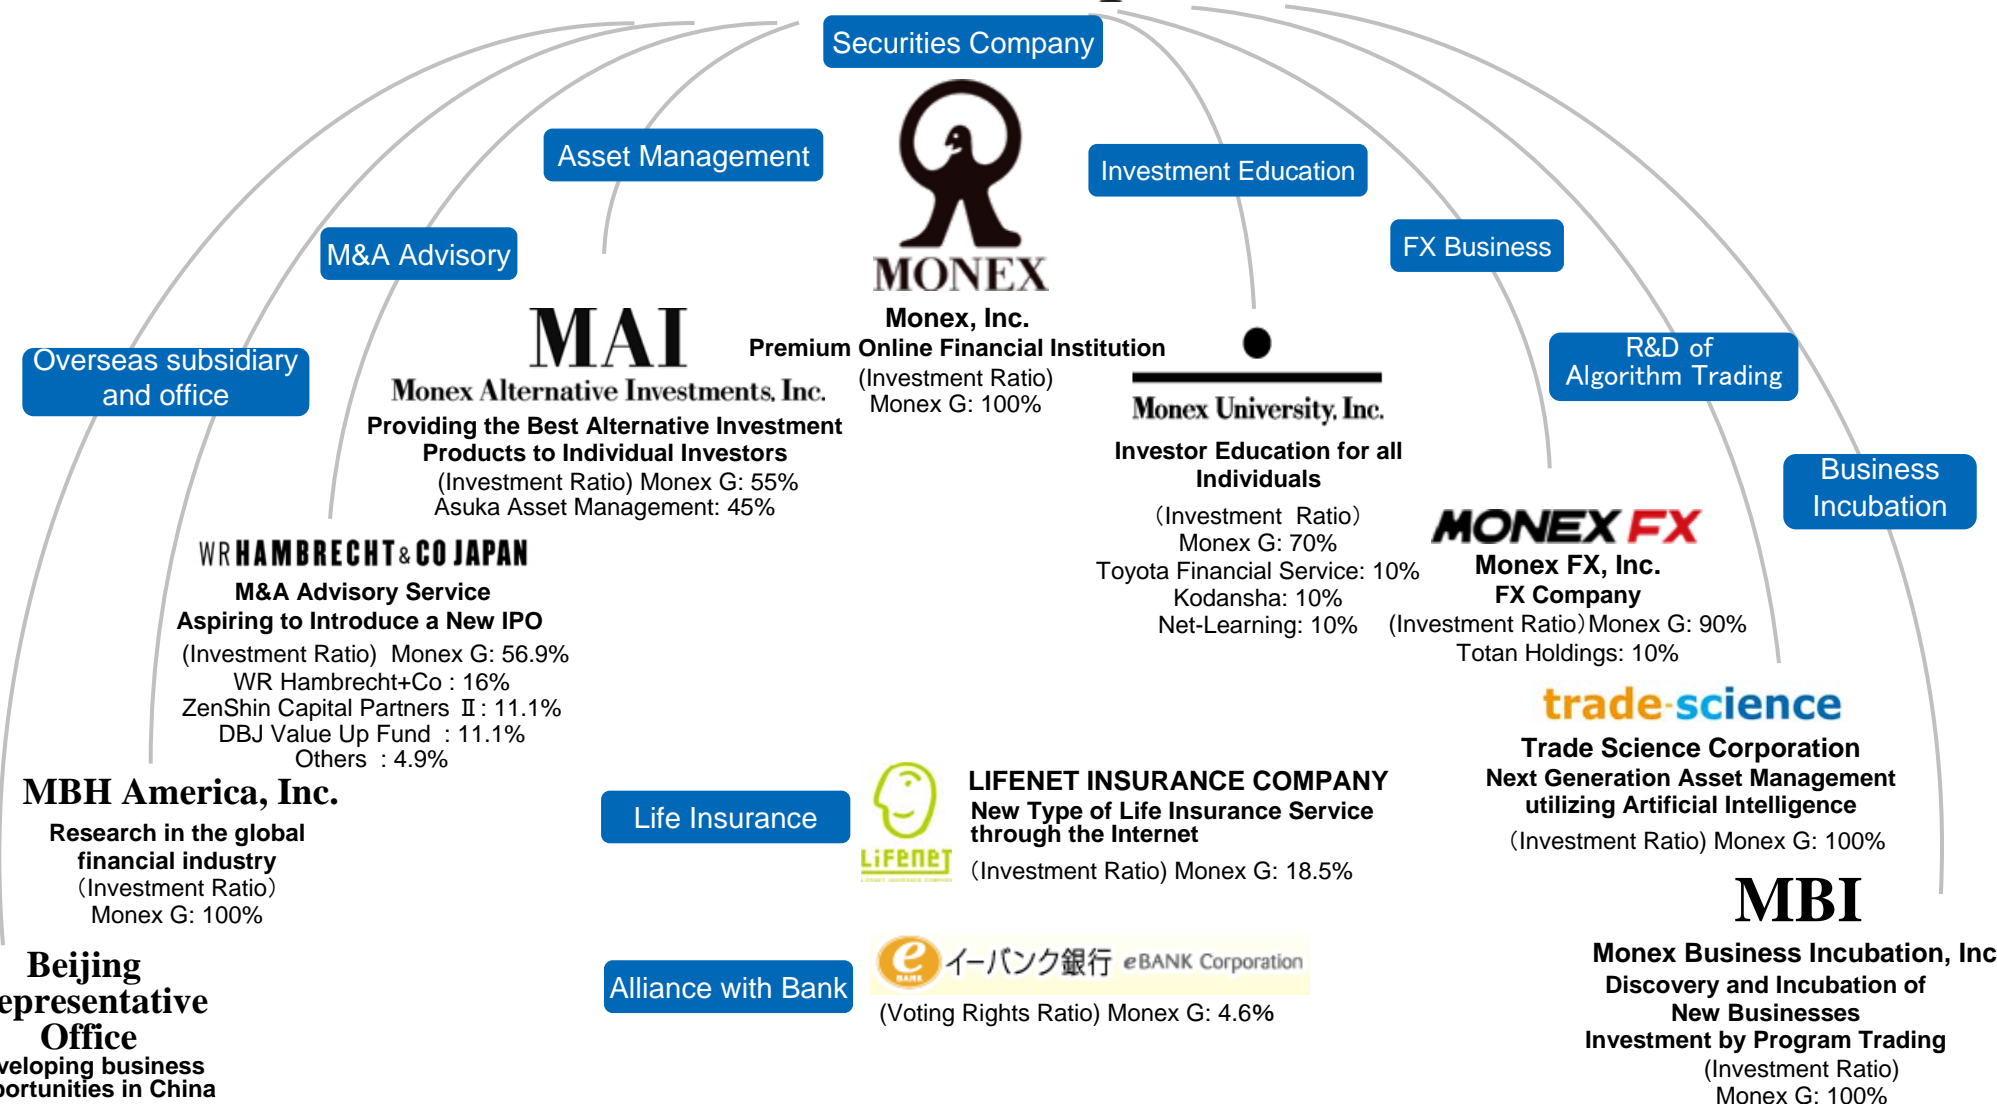 Securities Company
Asset Management
Investment Education
M&A Advisory
FX Business
MONEX
Monex, Inc.
Premium Online Financial Institution
(Investment Ratio)
Monex G: 100%
Overseas subsidiary
and office
MAI
Monex Alternative Investments, Inc.
Providing the Best Alternative Investment
Products to Individual Investors
(Investment Ratio) Monex G: 55%
Asuka Asset Management: 45%
Monex University, Inc.
Investor Education for all
Individuals
（Investment Ratio）
Monex G: 70%
Toyota Financial Service: 10%
Kodansha: 10%
Net-Learning: 10%
R&D of
Algorithm Trading
Business
Incubation
WR HAMBRECHT & CO JAPAN
M&A Advisory Service
Aspiring to Introduce a New IPO
(Investment Ratio) Monex G: 56.9%
WR Hambrecht+Co : 16%
ZenShin Capital Partners Ⅱ : 11.1%
DBJ Value Up Fund : 11.1%
Others : 4.9%
MONEX FX
Monex FX, Inc.
FX Company
(Investment Ratio）Monex G: 90%
Totan Holdings: 10%
trade-science
Trade Science Corporation
Next Generation Asset Management
utilizing Artificial Intelligence
（Investment Ratio) Monex G: 100%
MBH America, Inc.
Research in the global
financial industry
（Investment Ratio）
Monex G: 100%
Life Insurance
LiFENET
LIFENET INSURANCE COMPANY
New Type of Life Insurance Service
through the Internet
（Investment Ratio) Monex G: 18.5%
MBI
Monex Business Incubation, Inc
Discovery and Incubation of
New Businesses
Investment by Program Trading
(Investment Ratio)
Monex G: 100%
Beijing
epresentative
Office
veloping business
portunities in China
Alliance with Bank
e BANK イーバンク銀行 eBANK Corporation
(Voting Rights Ratio) Monex G: 4.6%